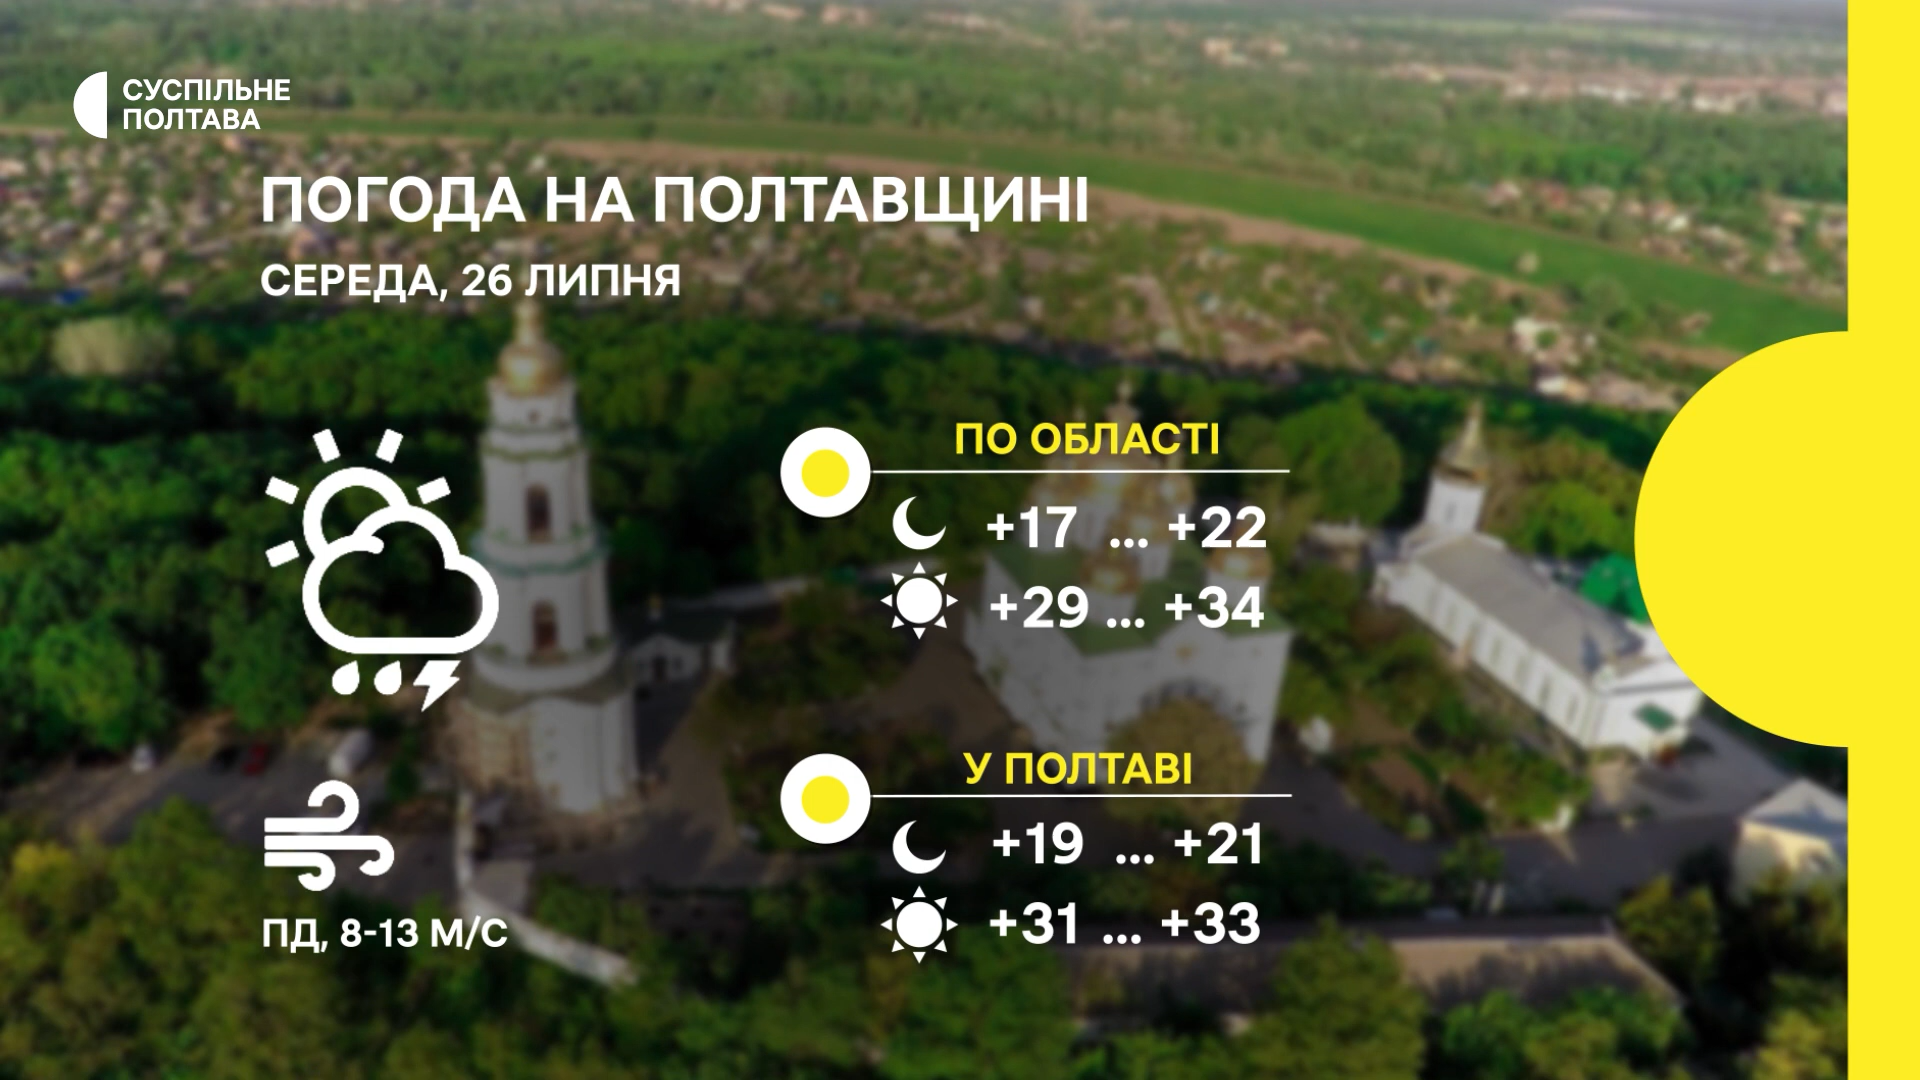 СУСПІЛЬНЕ
ПОЛТАВА
ПОГОДА НА ПОЛТАВЩИНІ
СЕРЕДА, 26 ЛИПНЯ
ПО ОБЛАСТІ
+17 ... +22
+29 ... +34
У ПОЛТАВІ
+19 ... +21
+31 ... +33
ПД, 8-13 М/С